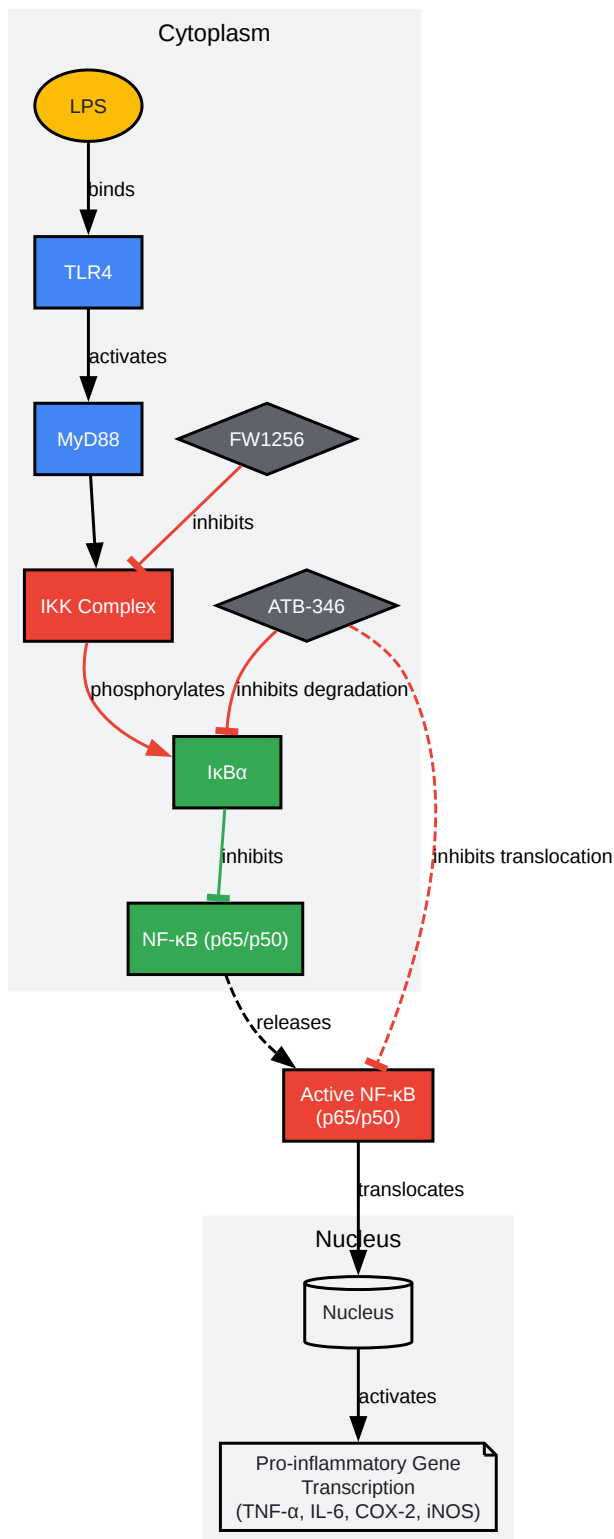 Cytoplasm
LPS
binds
TLR4
activates
MyD88
FW1256
inhibits
IKK Complex
ATB-346
phosphorylates
inhibits degradation
IκBα
inhibits
inhibits translocation
NF-κB (p65/p50)
releases
Active NF-κB
(p65/p50)
translocates
Nucleus
Nucleus
activates
Pro-inflammatory Gene
Transcription
(TNF-α, IL-6, COX-2, iNOS)